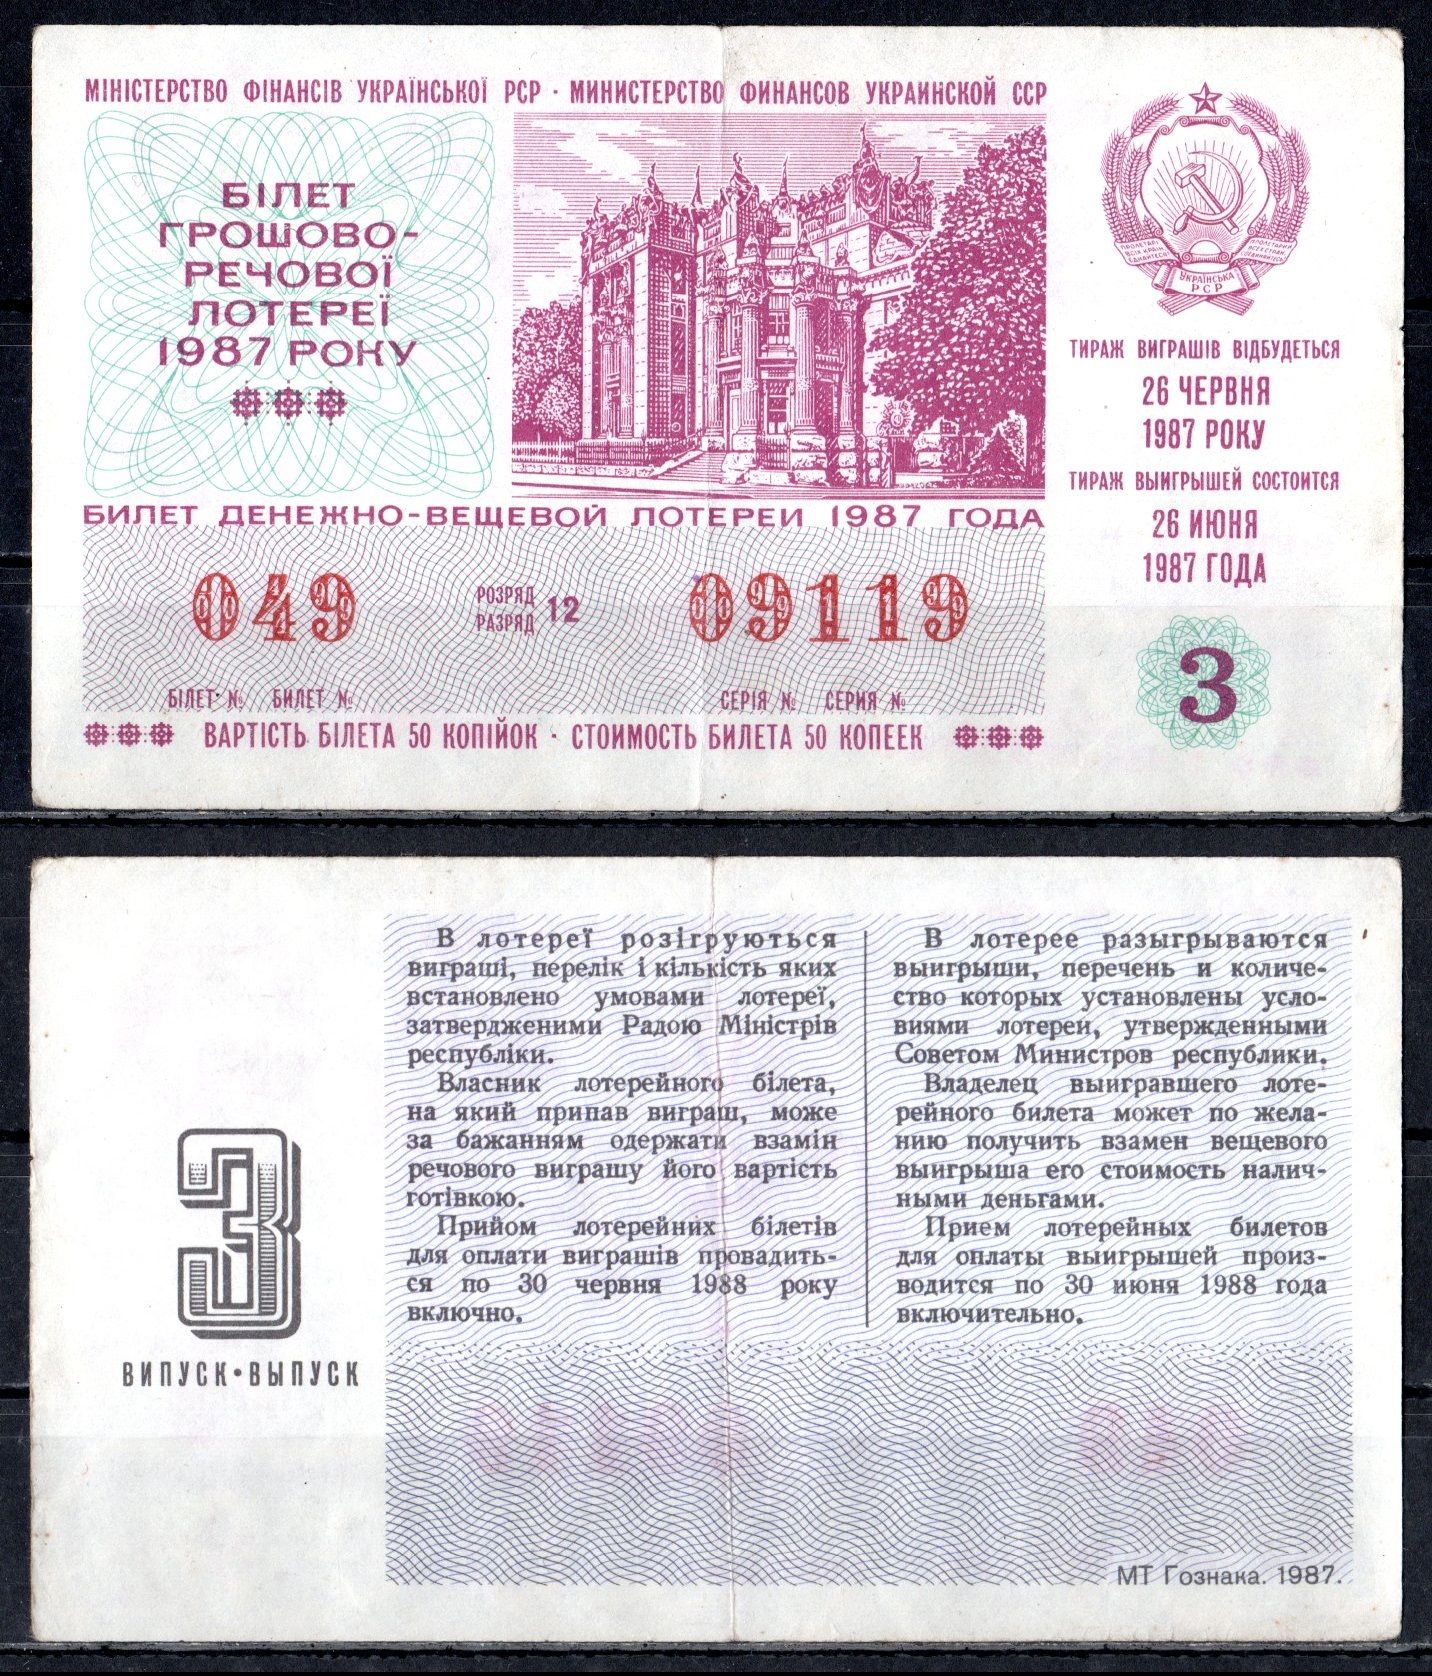 МІНІСТЕРСТВО ФІНАНСІВ УКРАЇНСЬКОЇ РСР · МИНИСТЕРСТВО ФИНАНСОВ УКРАИНСКОЙ ССР
БІЛЕТ
ГРОШОВО-
РЕЧОВОЇ
ЛОТЕРЕЇ
1987 РОКУ
УКРАЇНСЬКА
РСР
ТИРАЖ ВИГРАШІВ ВІДБУДЕТЬСЯ
26 ЧЕРВНЯ
1987 РОКУ
ТИРАЖ ВЫИГРЫШЕЙ СОСТОИТСЯ
26 ИЮНЯ
1987 ГОДА
3
БИЛЕТ ДЕНЕЖНО-ВЕЩЕВОЙ ЛОТЕРЕИ 1987 ГОДА
049 РОЗРЯД РАЗРЯД 12 09119
БІЛЕТ № БИЛЕТ № СЕРІЯ № СЕРИЯ №
ВАРТІСТЬ БІЛЕТА 50 КОПІЙОК · СТОИМОСТЬ БИЛЕТА 50 КОПЕЕК
3
ВИПУСК·ВЫПУСК
В лотереї розігруються
виграші, перелік і кількість яких
встановлено умовами лотереї,
затвердженими Радою Міністрів
республіки.
Власник лотерейного білета,
на який припав виграш, може
за бажанням одержати взамін
речового виграшу його вартість
готівкою.
Прийом лотерейних білетів
для оплати виграшів провадить-
ся по 30 червня 1988 року
включно.
В лотерее разыгрываются
выигрыши, перечень и количе-
ство которых установлены усло-
виями лотереи, утвержденными
Советом Министров республики.
Владелец выигравшего лоте-
рейного билета может по жела-
нию получить взамен вещевого
выигрыша его стоимость налич-
ными деньгами.
Прием лотерейных билетов
для оплаты выигрышей произ-
водится по 30 июня 1988 года
включительно.
МТ Гознака. 1987.